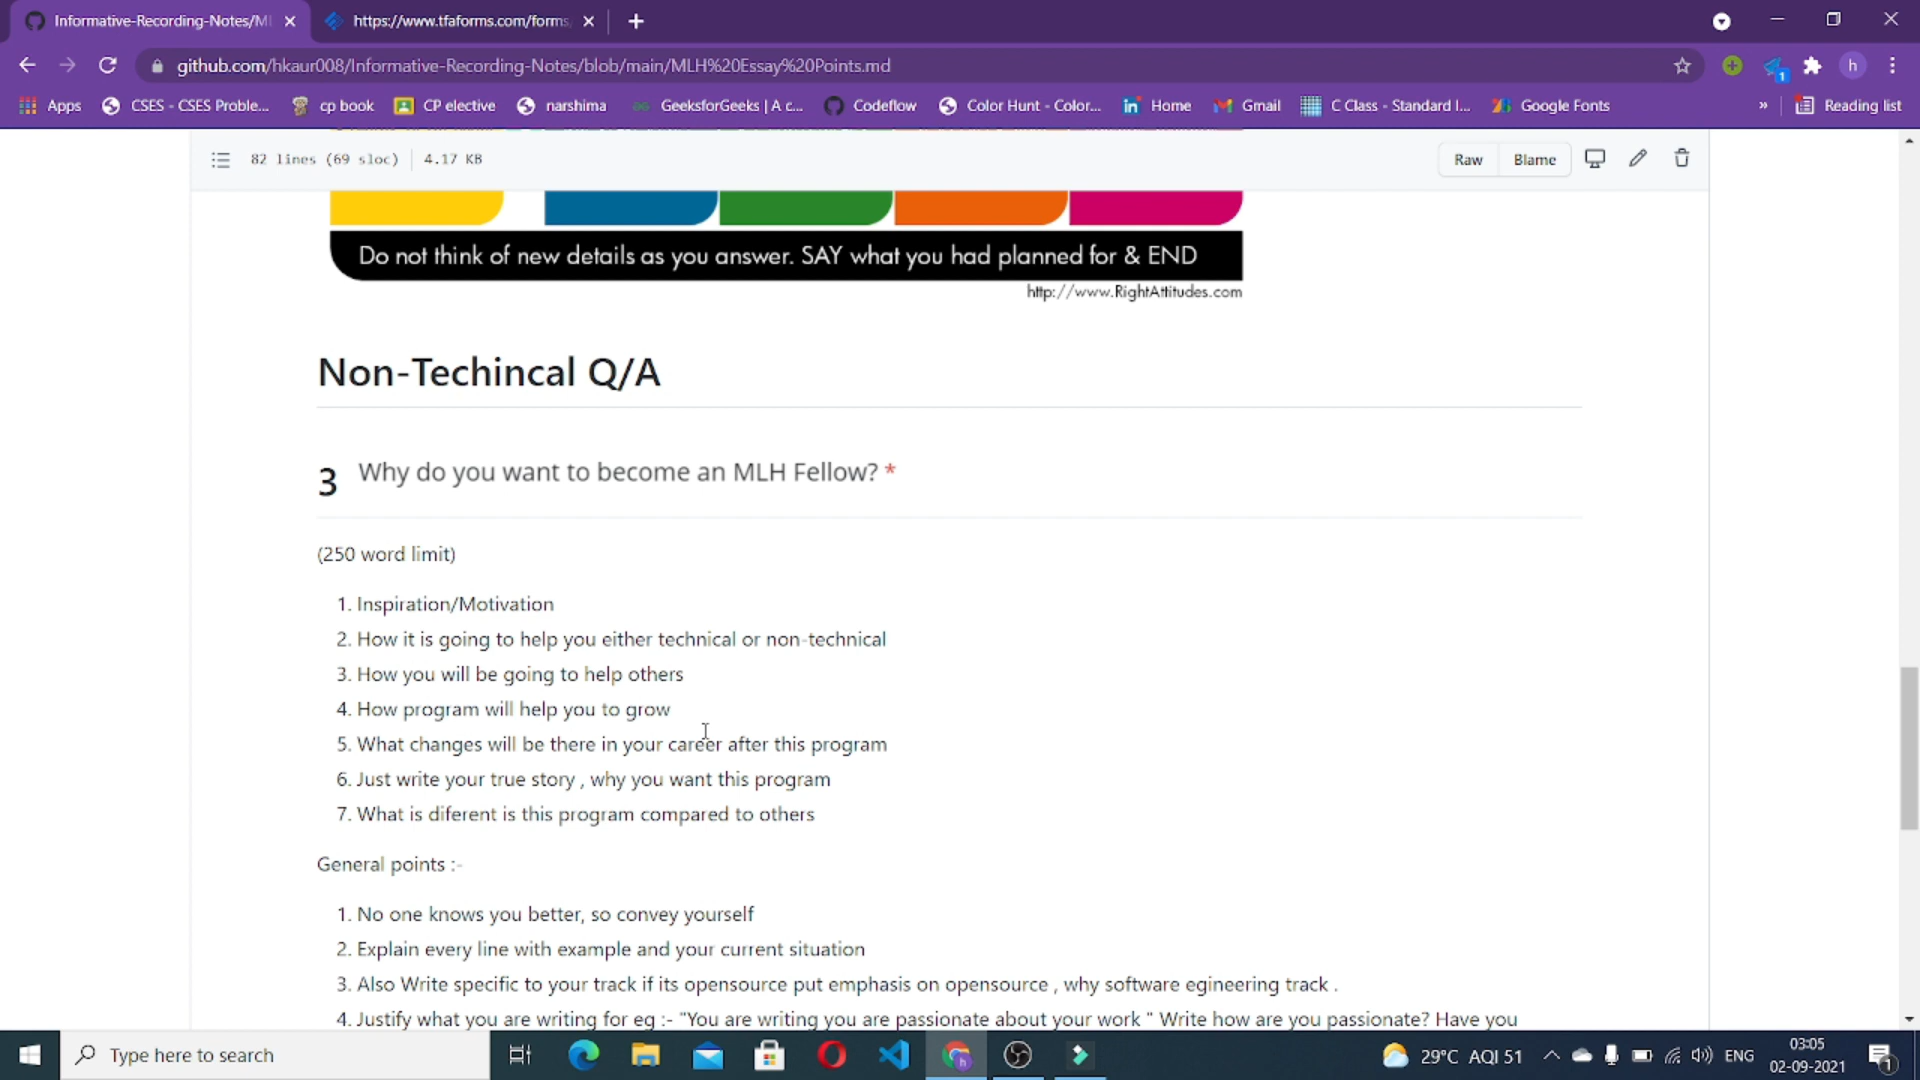 Informative-Recording-Notes/ML
https://www.tfaforms.com/forms
github.com/hkaur008/Informative-Recording-Notes/blob/main/MLH%20Essay%20Points.md
h
1
Apps
CSES - CSES Proble...
cp book
CP elective
narshima
GeeksforGeeks | A c...
Codeflow
Color Hunt - Color...
Home
Gmail
C Class - Standard l...
Google Fonts
»
Reading list
82 lines (69 sloc) 4.17 KB
Raw
Blame
Do not think of new details as you answer. SAY what you had planned for & END
http://www.RightAttitudes.com
Non-Techincal Q/A
3 Why do you want to become an MLH Fellow? *
(250 word limit)
1. Inspiration/Motivation
2. How it is going to help you either technical or non-technical
3. How you will be going to help others
4. How program will help you to grow
5. What changes will be there in your career after this program
6. Just write your true story , why you want this program
7. What is diferent is this program compared to others
General points :-
1. No one knows you better, so convey yourself
2. Explain every line with example and your current situation
3. Also Write specific to your track if its opensource put emphasis on opensource , why software egineering track .
4. Justify what you are writing for eg :- "You are writing you are passionate about your work " Write how are you passionate? Have you
Type here to search
29°C AQI 51
ENG
03:05
02-09-2021
1